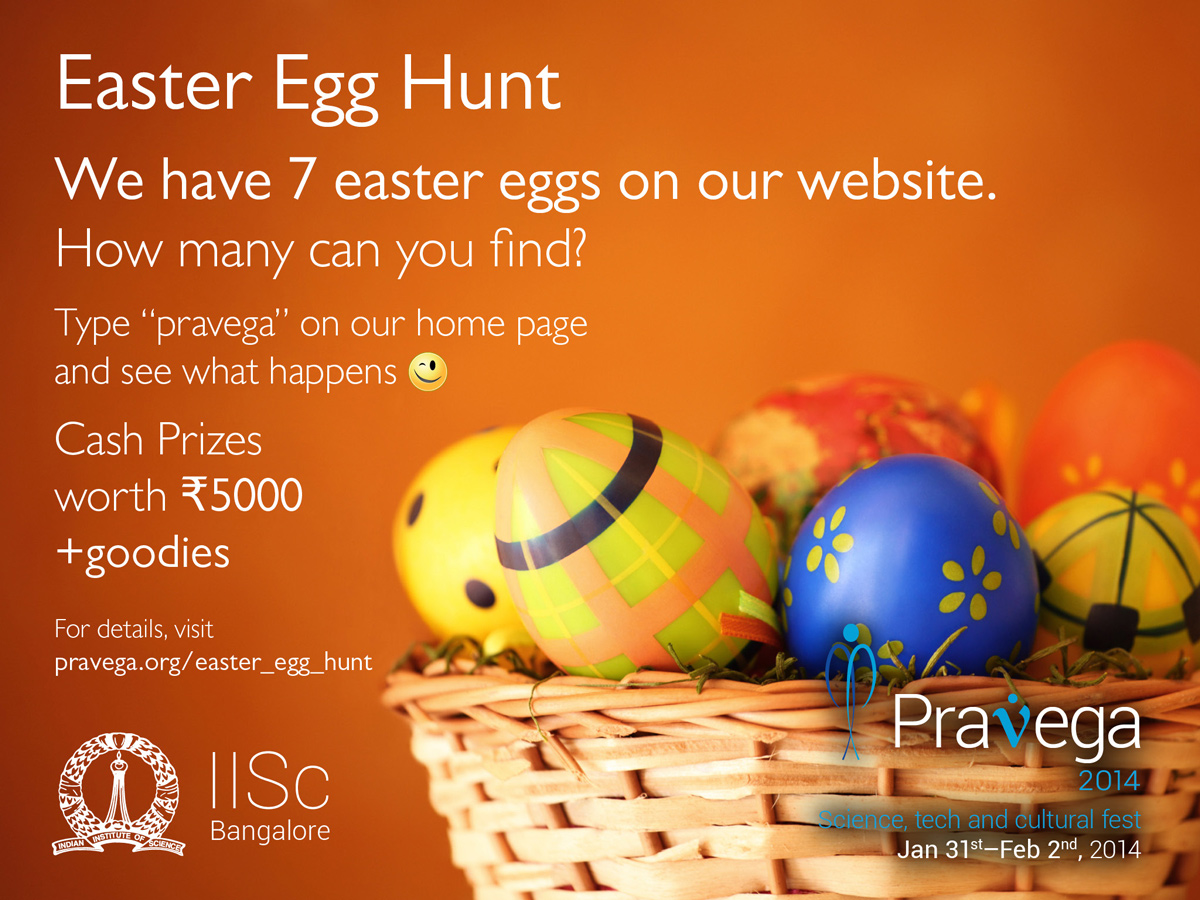 Easter Egg Hunt
We have 7 easter eggs on our website.
How many can you find?
Type “pravega” on our home page
and see what happens 😉
Cash Prizes
worth ₹5000
+goodies
For details, visit
pravega.org/easter_egg_hunt
INDIAN INSTITUTE OF SCIENCE
IISc
Bangalore
Pravega
2014
Science, tech and cultural fest
Jan 31st–Feb 2nd, 2014